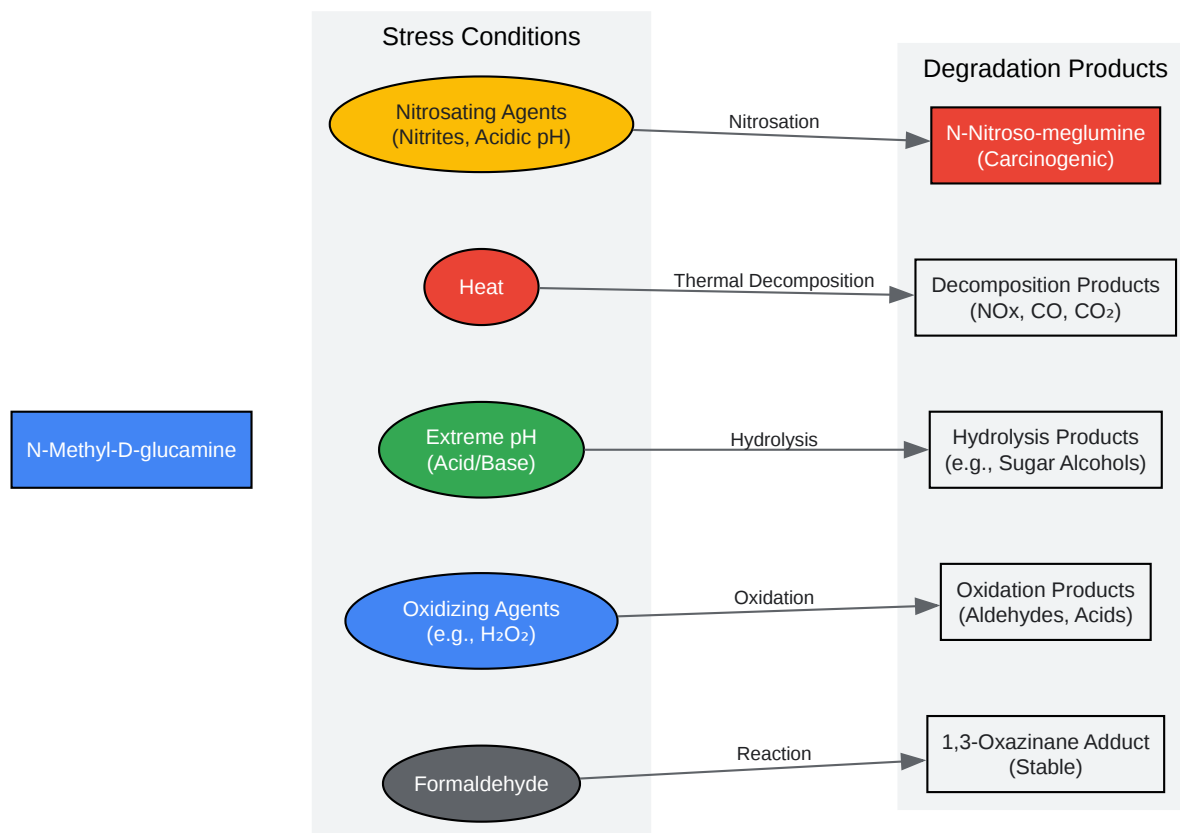 Stress Conditions
Degradation Products
Nitrosating Agents
(Nitrites, Acidic pH)
Nitrosation
N-Nitroso-meglumine
(Carcinogenic)
Heat
Thermal Decomposition
Decomposition Products
(NOx, CO, CO₂)
N-Methyl-D-glucamine
Extreme pH
(Acid/Base)
Hydrolysis
Hydrolysis Products
(e.g., Sugar Alcohols)
Oxidizing Agents
(e.g., H₂O₂)
Oxidation
Oxidation Products
(Aldehydes, Acids)
Formaldehyde
Reaction
1,3-Oxazinane Adduct
(Stable)